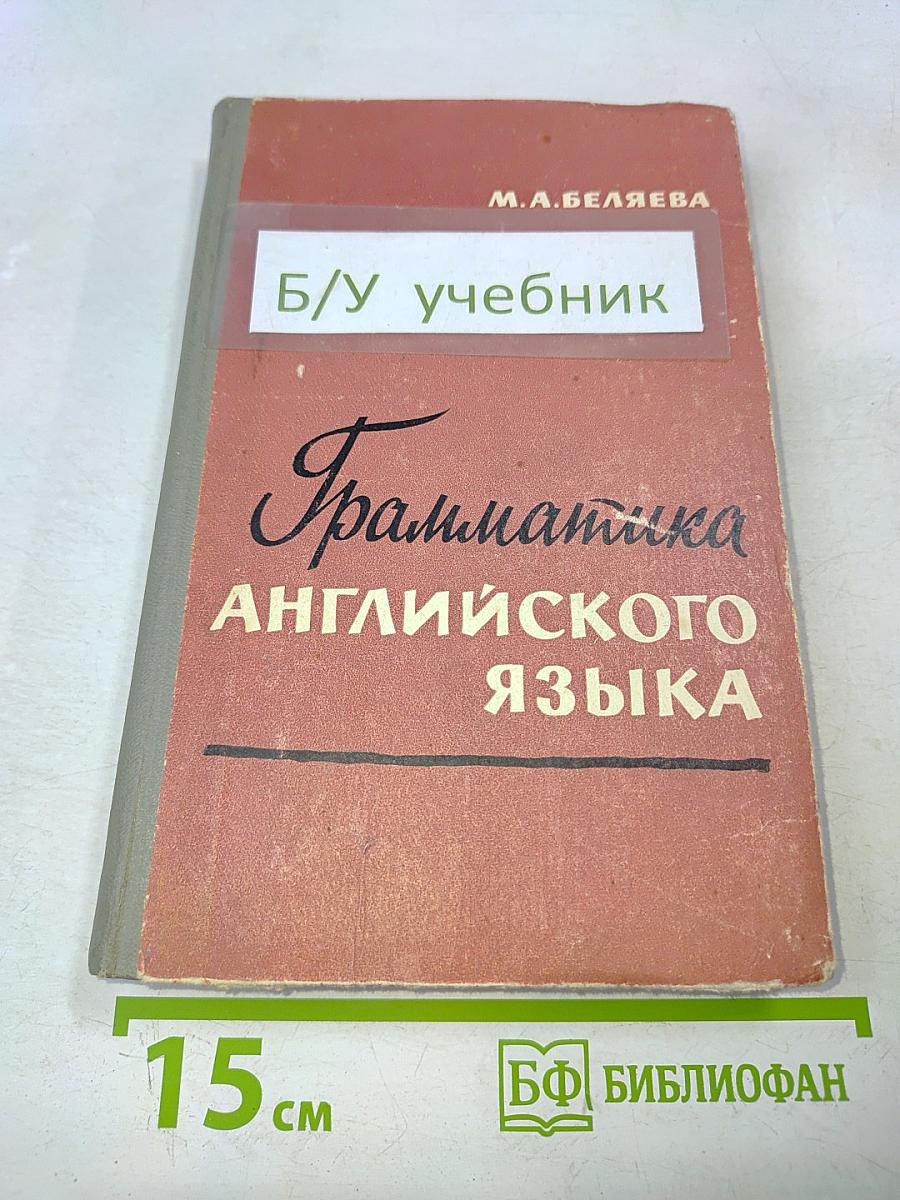 М.А.БЕЛЯЕВА
Б/У учебник
Грамматика
АНГЛИЙСКОГО
ЯЗЫКА
15 см
БФ БИБЛИОФАН